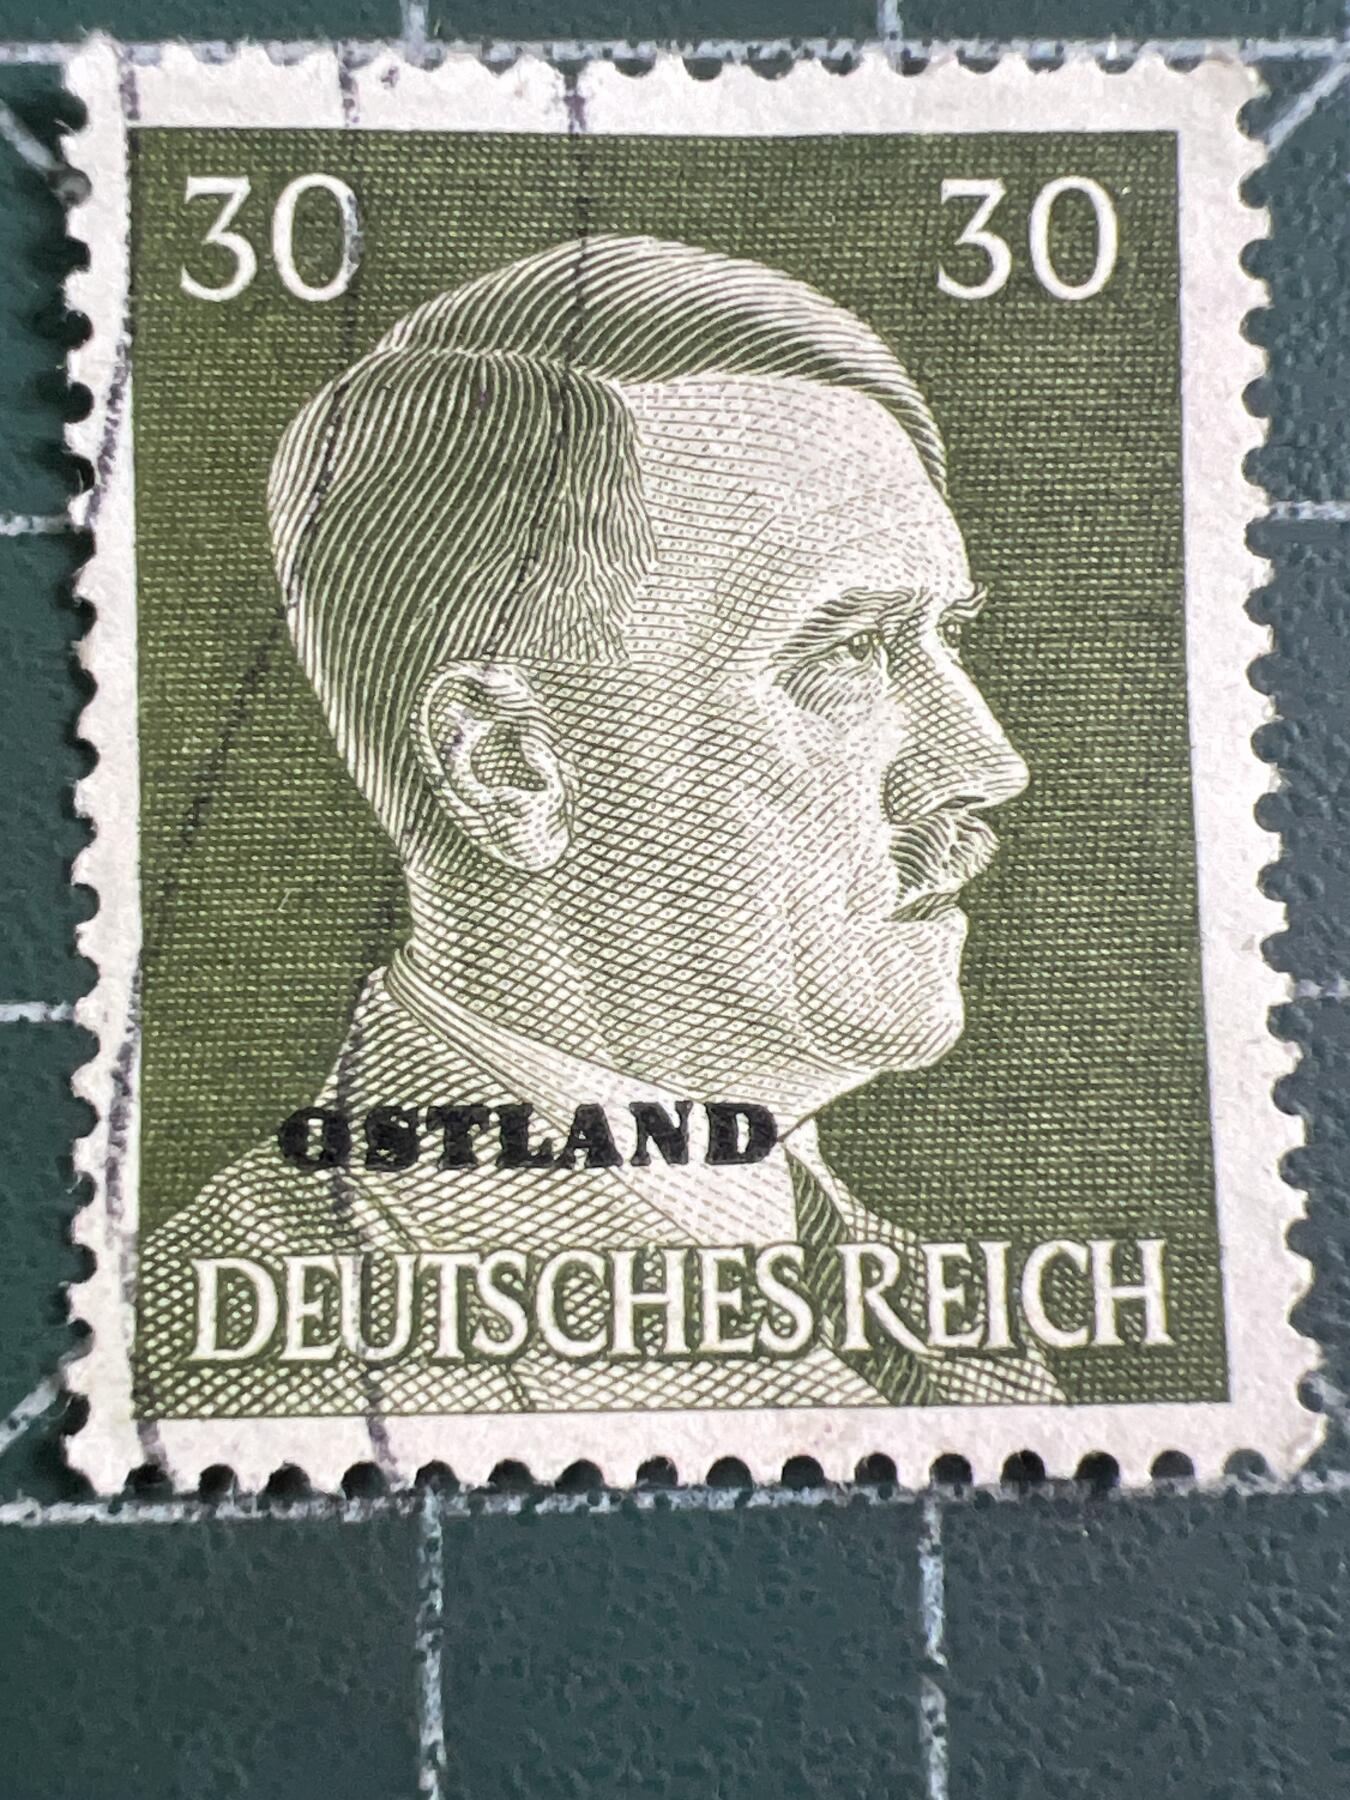 30 30
OSTLAND
DEUTSCHES REICH